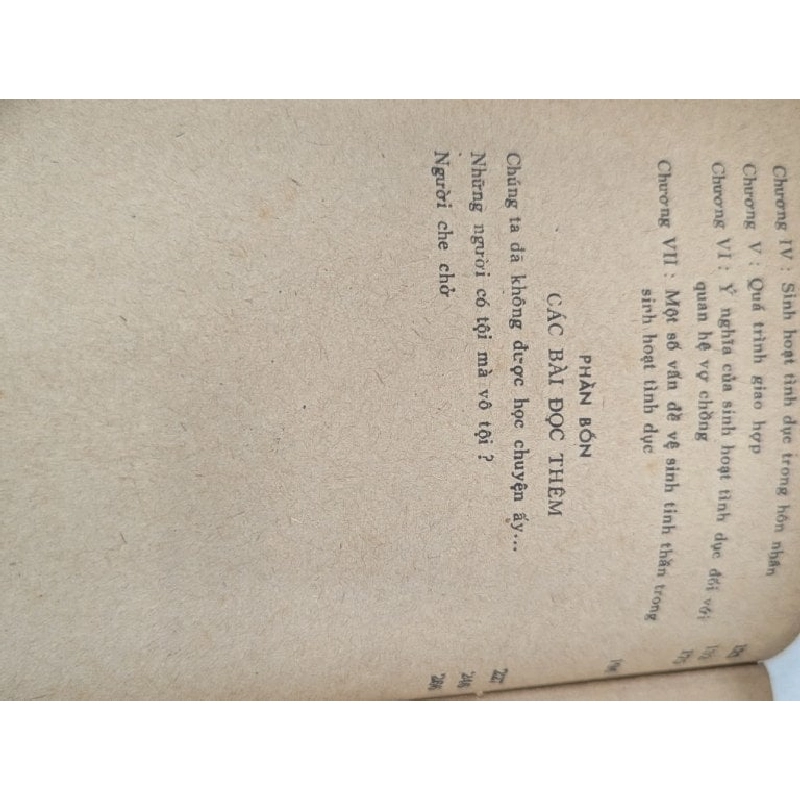 Chương IV : Sinh hoạt tình dục trong hôn nhân
Chương V : Quá trình giao hợp
Chương VI : Ý nghĩa của sinh hoạt tình dục đối với
quan hệ vợ chồng
Chương VII : Một số vấn đề vệ sinh tinh thần trong
sinh hoạt tình dục
PHẦN BỐN
CÁC BÀI ĐỌC THÊM
Chúng ta đã không được học chuyện ấy...
Những người có tội mà vô tội ?
Người che chở